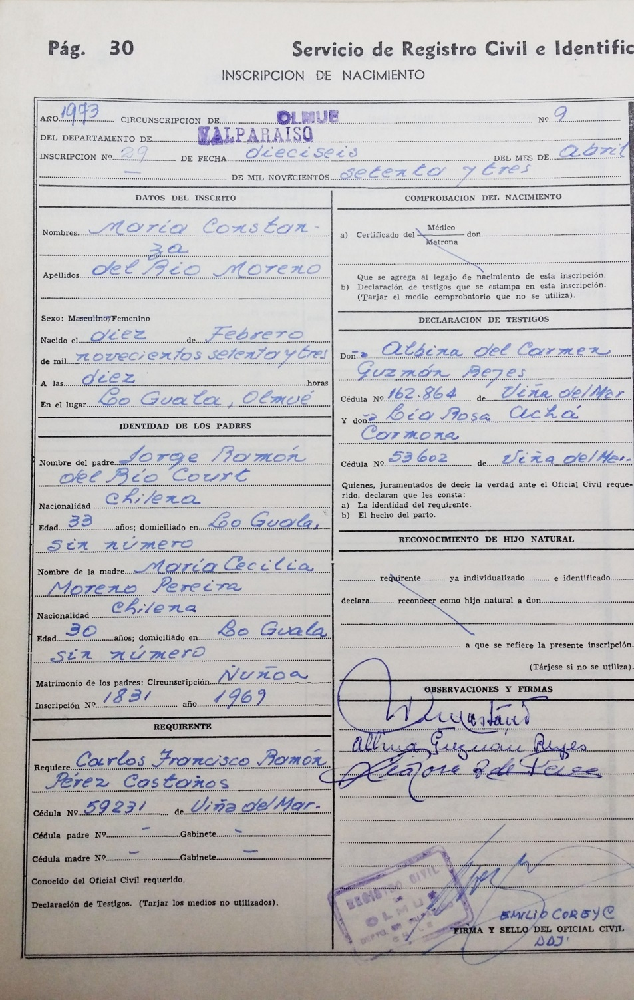 Pág. 30
Servicio de Registro Civil e Identific
INSCRIPCION DE NACIMIENTO
AÑO 1973 CIRCUNSCRIPCION DE OLMUE Nº 9
DEL DEPARTAMENTO DE VALPARAISO
INSCRIPCION Nº 29 DE FECHA dieciseis DEL MES DE Abril
— DE MIL NOVECIENTOS setenta y tres
DATOS DEL INSCRITO
Nombres María Constan-
za
Apellidos del Río Moreno
Sexo: Masculino/Femenino
Nacido el diez de Febrero
de mil novecientos setenta y tres
A las diez horas
En el lugar Lo Guala, Olmué
IDENTIDAD DE LOS PADRES
Nombre del padre Jorge Ramón
del Río Court
Nacionalidad chilena
Edad 33 años; domiciliado en Lo Guala,
sin número
Nombre de la madre María Cecilia
Moreno Pereira
Nacionalidad chilena
Edad 30 años; domiciliado en Lo Guala
sin número
Matrimonio de los padres: Circunscripción Ñuñoa
Inscripción Nº 1831 año 1969
REQUIRENTE
Requiere Carlos Francisco Ramón
Pérez Castaños
Cédula Nº 59231 de Viña del Mar.
Cédula padre Nº - Gabinete -
Cédula madre Nº - Gabinete -
Conocido del Oficial Civil requerido.
Declaración de Testigos. (Tarjar los medios no utilizados).
COMPROBACION DEL NACIMIENTO
a) Certificado del Médico don
Matrona
Que se agrega al legajo de nacimiento de esta inscripción.
b) Declaración de testigos que se estampa en esta inscripción.
(Tarjar el medio comprobatorio que no se utiliza).
DECLARACION DE TESTIGOS
Doña Albina del Carmen
Guzmán Reyes
Cédula Nº 162.864 de Viña del Mar
Y doña Lía Rosa Achá
Carmona
Cédula Nº 53602 de Viña del Mar.
Quienes, juramentados de decir la verdad ante el Oficial Civil reque-
rido, declaran que les consta:
a) La identidad del requirente.
b) El hecho del parto.
RECONOCIMIENTO DE HIJO NATURAL
requirente ya individualizado e identificado
declara reconocer como hijo natural a don
a que se refiere la presente inscripción.
(Tárjese si no se utiliza).
OBSERVACIONES Y FIRMAS
Albina Guzmán Reyes
REGISTRO CIVIL
OLMUE
EMILIO COREY C
FIRMA Y SELLO DEL OFICIAL CIVIL